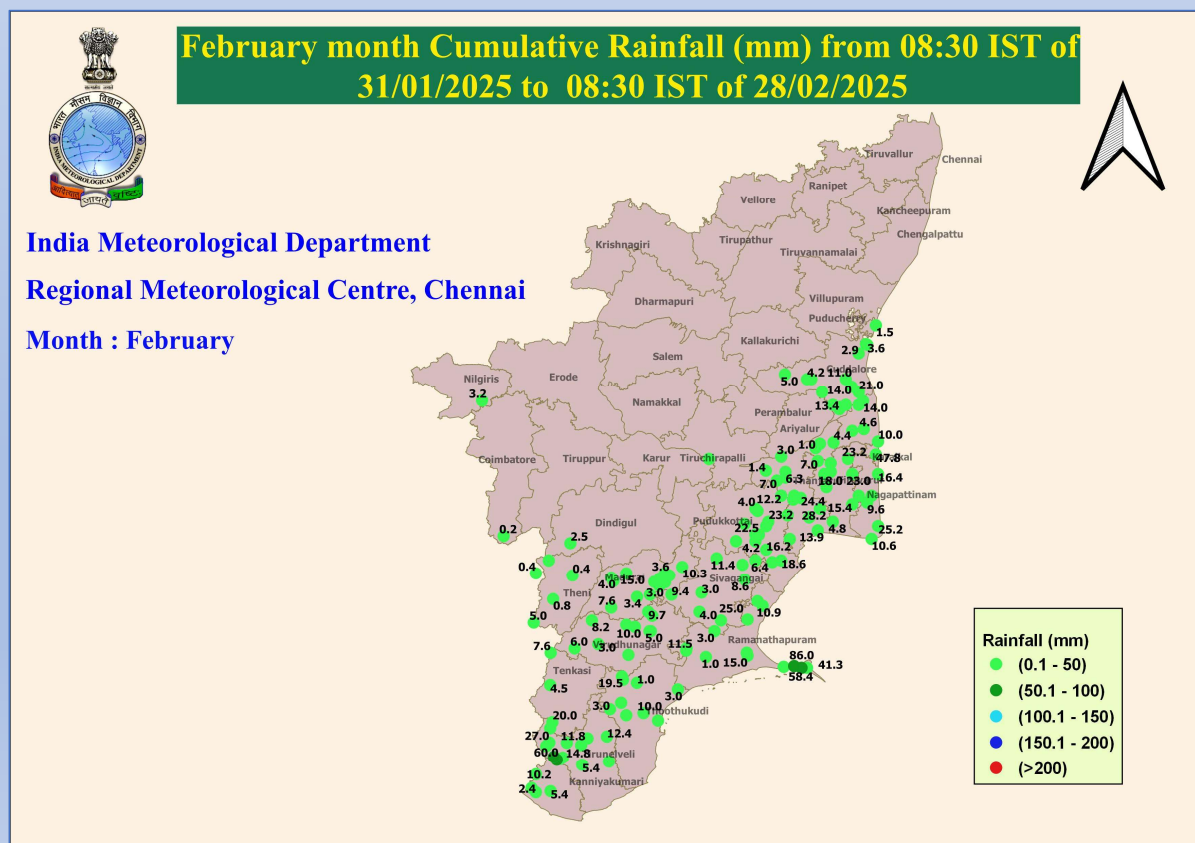 February month Cumulative Rainfall (mm) from 08:30 IST of
31/01/2025 to 08:30 IST of 28/02/2025
भारत मौसम विज्ञान विभाग
INDIA METEOROLOGICAL DEPARTMENT
आदित्यात् जायते वृष्टिः
India Meteorological Department
Regional Meteorological Centre, Chennai
Month : February
Tiruvallur
Chennai
Ranipet
Vellore
Kancheepuram
Chengalpattu
Krishnagiri
Tirupathur
Tiruvannamalai
Dharmapuri
Villupuram
Puducherry
1.5
Kallakurichi
3.6
2.9
Salem
Cuddalore
4.2
11.0
Nilgiris
Erode
5.0
21.0
3.2
14.0
Namakkal
13.4
14.0
Perambalur
4.6
Ariyalur
4.4
10.0
1.0
23.2
Coimbatore
Tiruppur
Karur
Tiruchirapalli
3.0
47.8
1.4
7.0
16.4
6.3
7.0
18.0
23.0
Nagapattinam
4.0
12.2
24.4
15.4
9.6
Dindigul
Pudukkottai
23.2
28.2
22.5
4.8
25.2
0.2
2.5
13.9
10.6
4.2
16.2
0.4
0.4
3.6
11.4
6.4
18.6
Madurai
15.0
10.3
Sivagangai
4.0
8.6
Theni
3.0
9.4
3.0
0.8
7.6
3.4
25.0
10.9
5.0
9.7
4.0
8.2
10.0
5.0
3.0
Ramanathapuram
7.6
6.0
3.0
Virudhunagar
11.5
86.0
1.0
15.0
41.3
Tenkasi
58.4
4.5
19.5
1.0
3.0
3.0
10.0
Thoothukudi
20.0
27.0
11.8
12.4
60.0
14.8
5.4
10.2
Kanniyakumari
2.4
5.4
Rainfall (mm)
(0.1 - 50)
(50.1 - 100)
(100.1 - 150)
(150.1 - 200)
(>200)